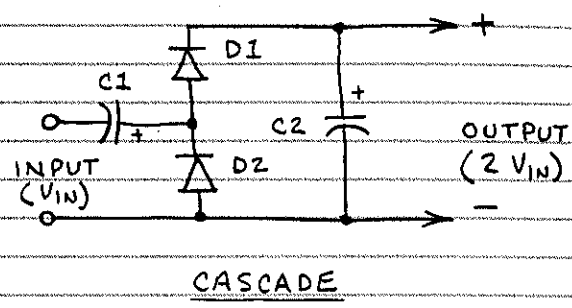 +
D1
C1
+
+
C2
OUTPUT
(2 VIN)
INPUT
(VIN)
D2
−
CASCADE